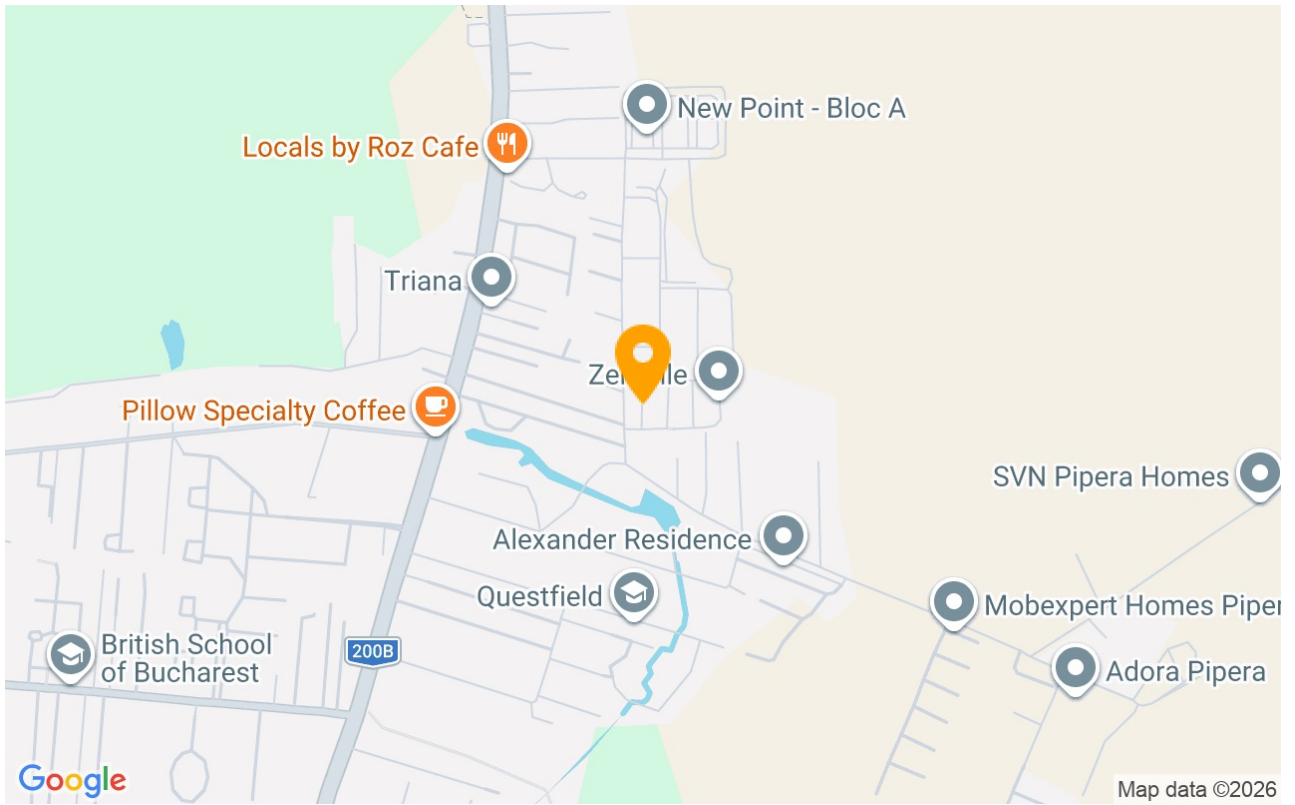 New Point - Bloc A
Locals by Roz Cafe
Triana
Pillow Specialty Coffee
SVN Pipera Homes
Alexander Residence
Questfield
Mobexpert Homes Piper
British School
of Bucharest
200B
Adora Pipera
Google
Map data ©2026